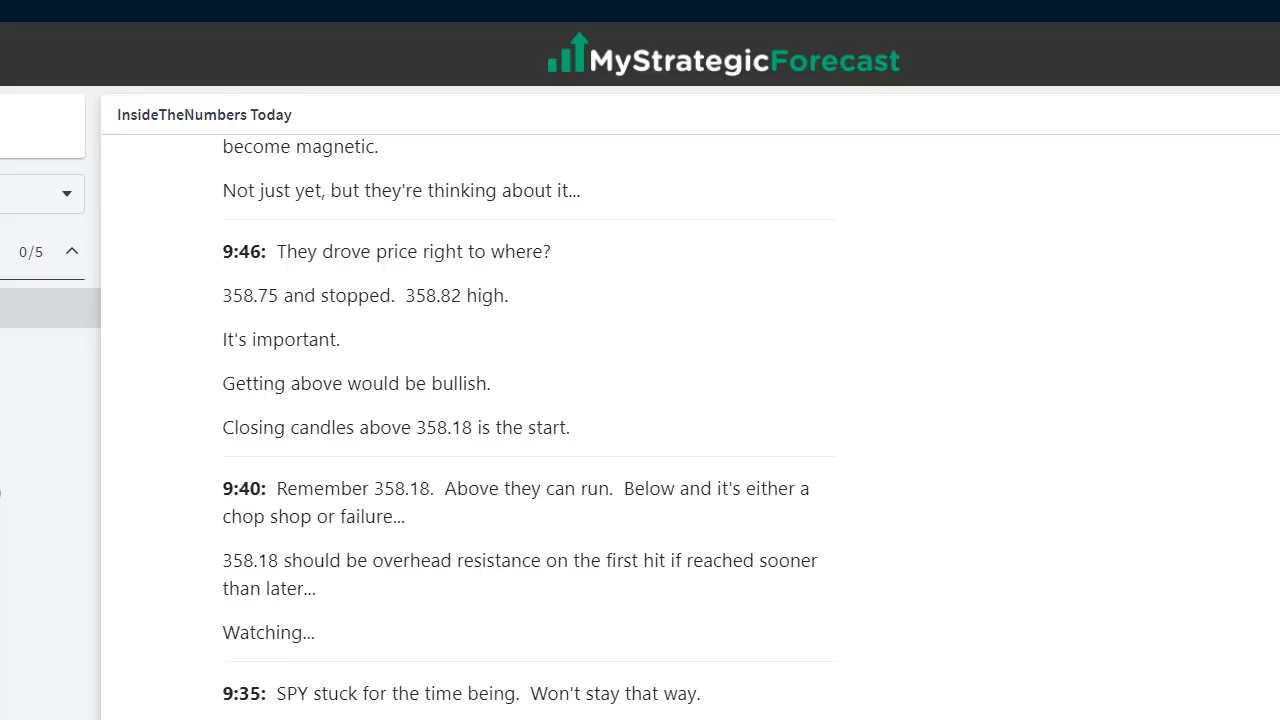 MyStrategicForecast
InsideTheNumbers Today
become magnetic.
Not just yet, but they're thinking about it...
0/5
9:46: They drove price right to where?
358.75 and stopped. 358.82 high.
It's important.
Getting above would be bullish.
Closing candles above 358.18 is the start.
9:40: Remember 358.18. Above they can run. Below and it's either a
chop shop or failure...
358.18 should be overhead resistance on the first hit if reached sooner
than later...
Watching...
9:35: SPY stuck for the time being. Won't stay that way.